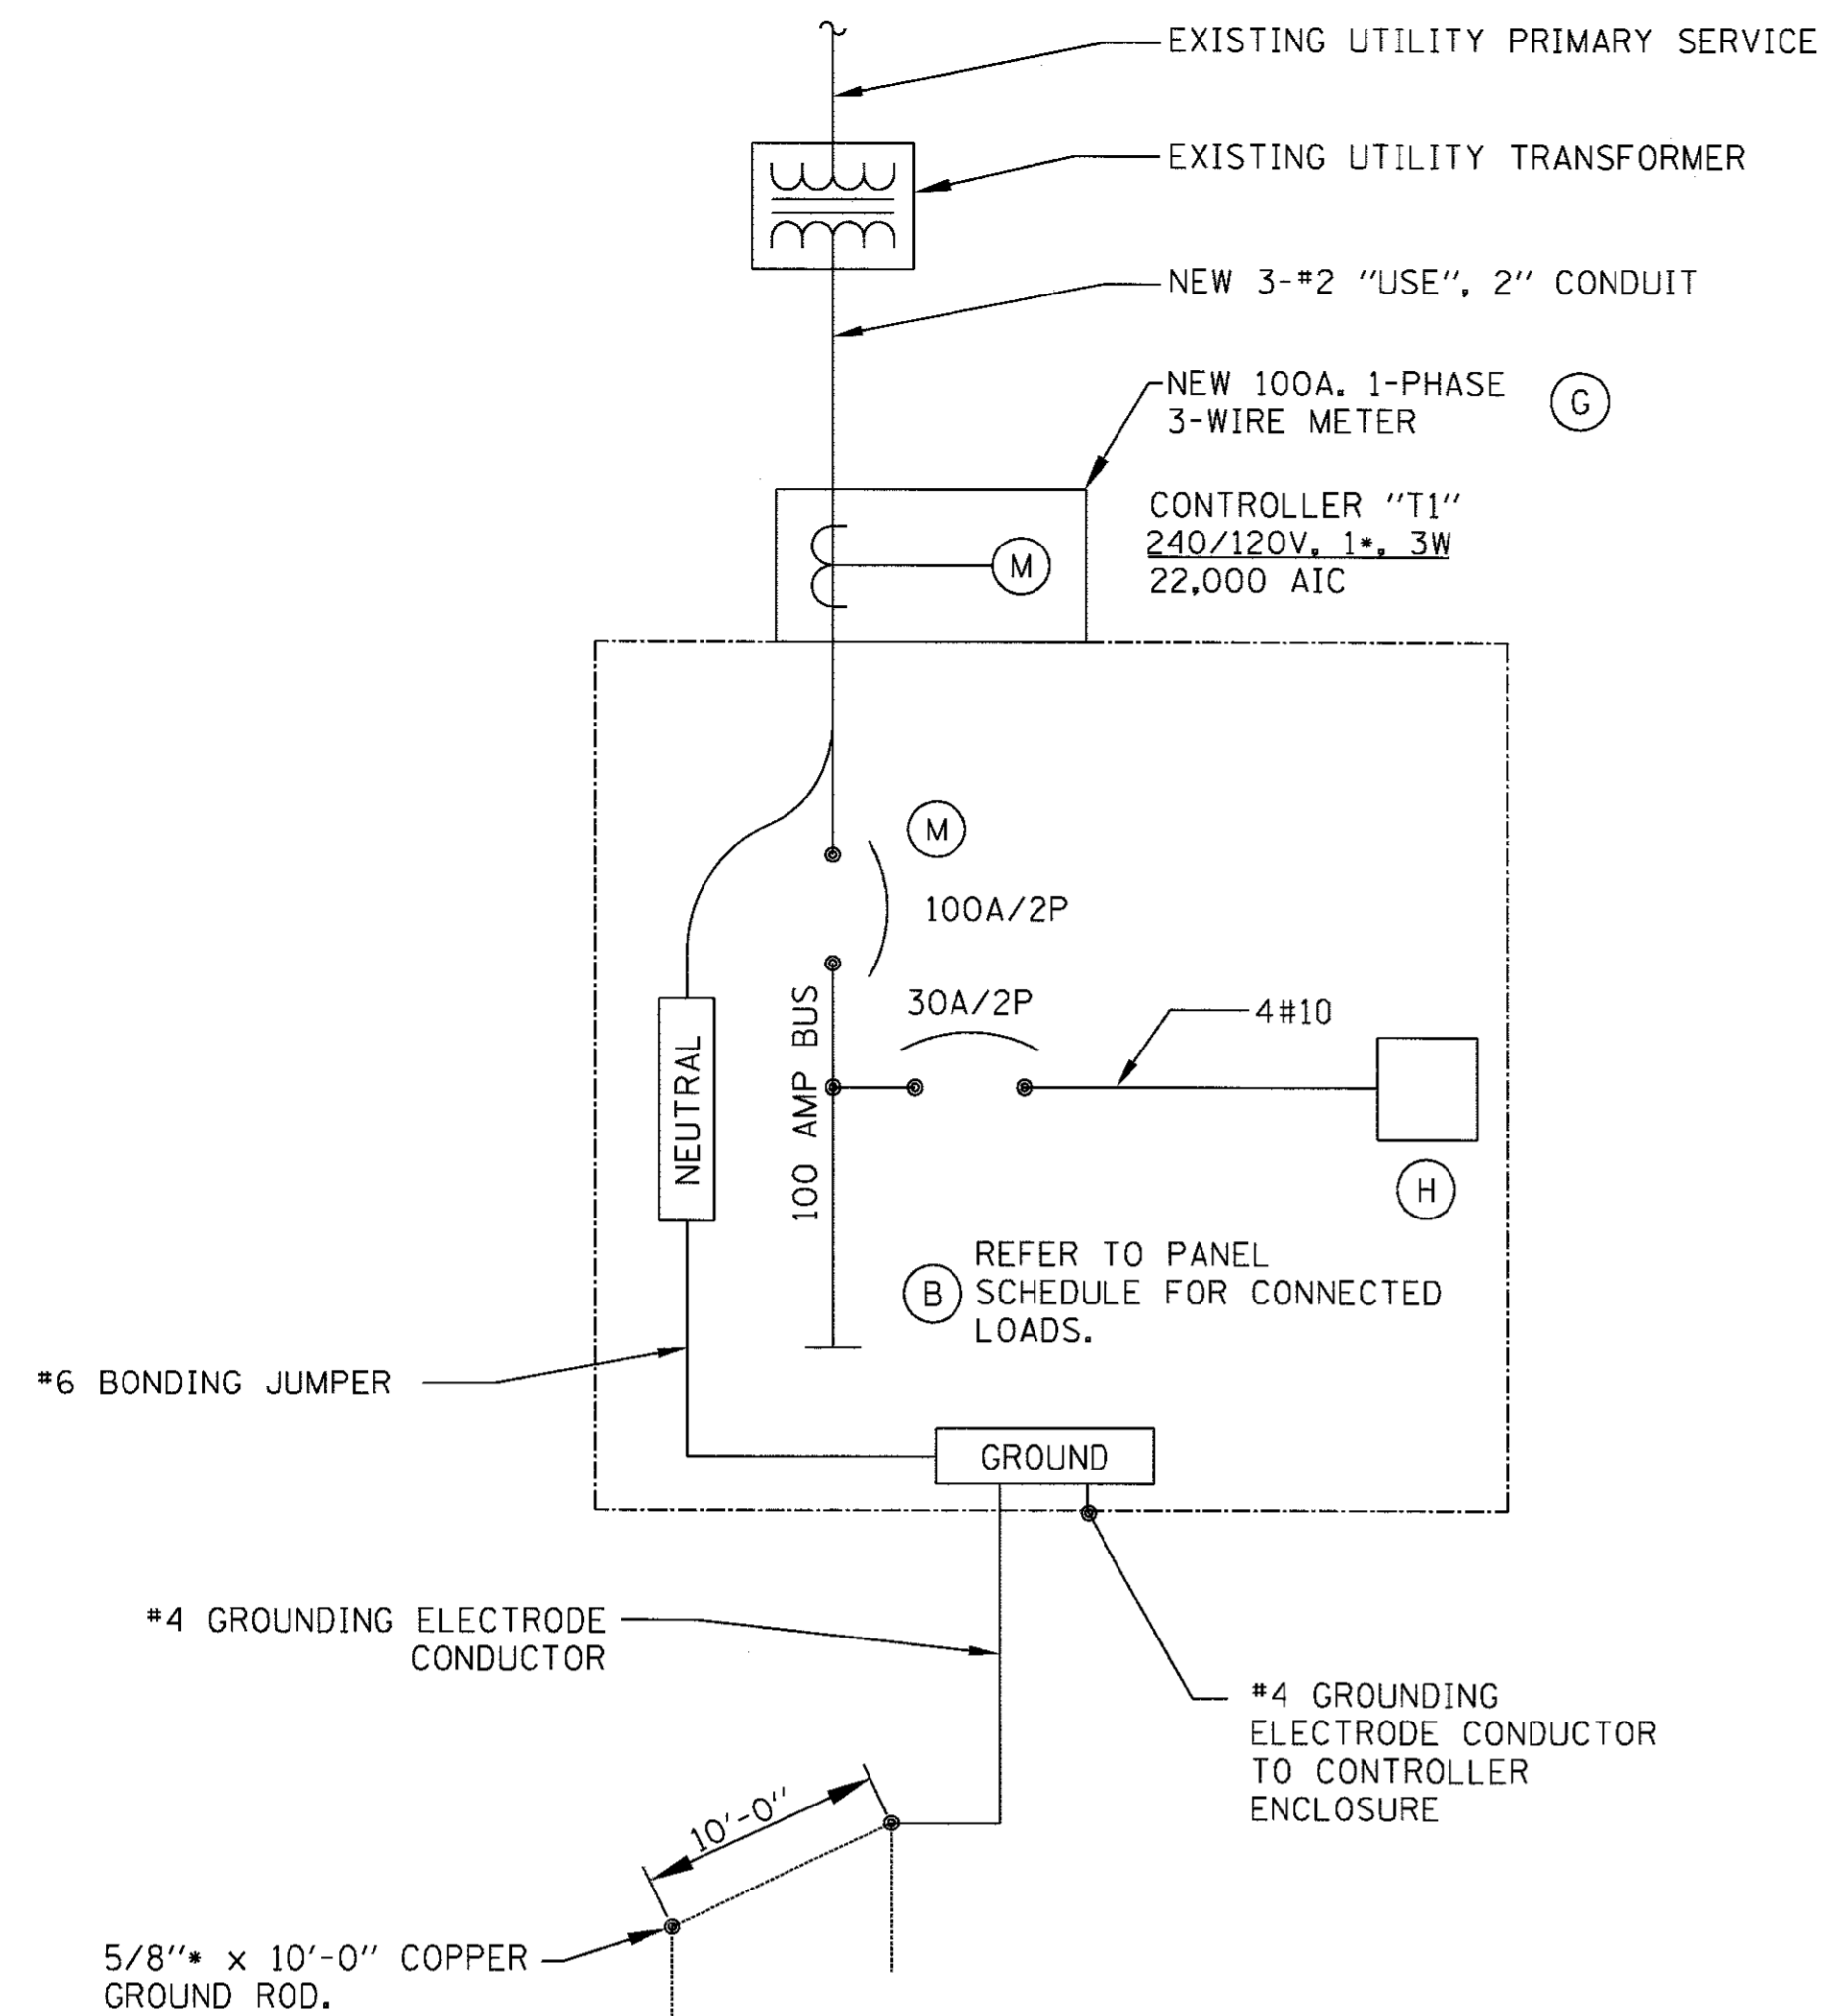 EXISTING UTILITY PRIMARY SERVICE
EXISTING UTILITY TRANSFORMER
NEW 3-#2 "USE", 2" CONDUIT
NEW 100A. 1-PHASE
3-WIRE METER
G
CONTROLLER "T1"
240/120V, 1*, 3W
22,000 AIC
M
M
100A/2P
30A/2P
4#10
100 AMP BUS
NEUTRAL
H
B
REFER TO PANEL
SCHEDULE FOR CONNECTED
LOADS.
#6 BONDING JUMPER
GROUND
#4 GROUNDING ELECTRODE
CONDUCTOR
#4 GROUNDING
ELECTRODE CONDUCTOR
TO CONTROLLER
ENCLOSURE
10'-0"
5/8"* x 10'-0" COPPER
GROUND ROD.